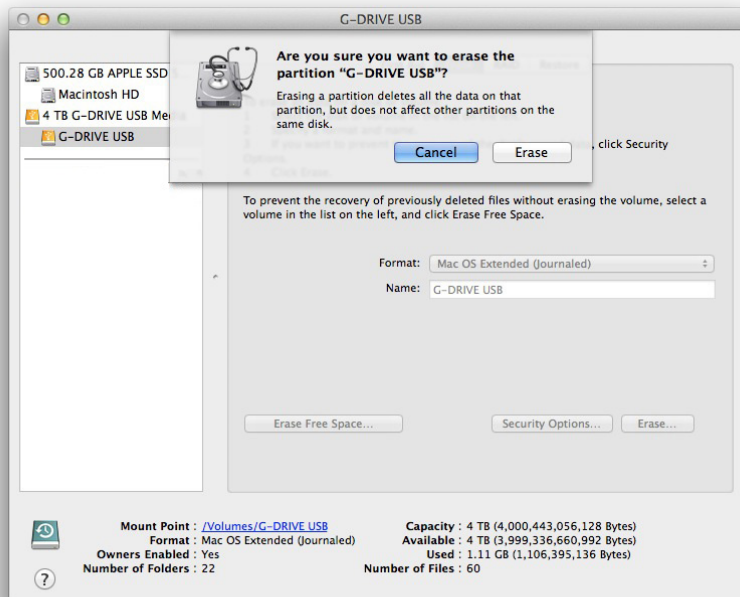 G-DRIVE USB
Are you sure you want to erase the
partition “G-DRIVE USB”?
Erasing a partition deletes all the data on that
partition, but does not affect other partitions on the
same disk.
Cancel
Erase
500.28 GB APPLE SSD
Macintosh HD
4 TB G-DRIVE USB Med
G-DRIVE USB
, click Security
Options.
4 Click Erase.
To prevent the recovery of previously deleted files without erasing the volume, select a
volume in the list on the left, and click Erase Free Space.
Format: Mac OS Extended (Journaled)
Name: G-DRIVE USB
Erase Free Space...
Security Options...
Erase...
Mount Point : /Volumes/G-DRIVE USB
Format : Mac OS Extended (Journaled)
Owners Enabled : Yes
Number of Folders : 22
Capacity : 4 TB (4,000,443,056,128 Bytes)
Available : 4 TB (3,999,336,660,992 Bytes)
Used : 1.11 GB (1,106,395,136 Bytes)
Number of Files : 60
?